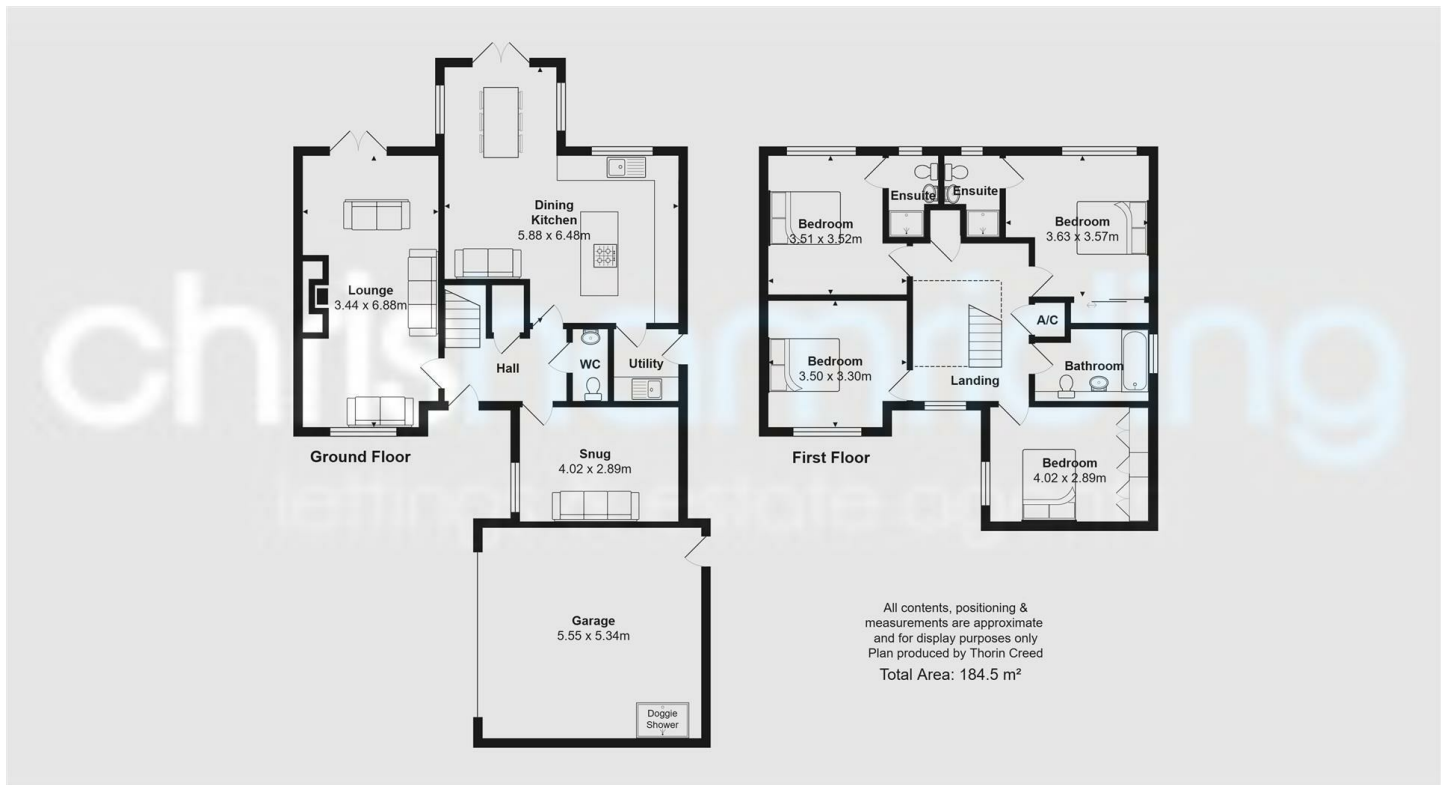 Dining
Kitchen
5.88 x 6.48m
Lounge
3.44 x 6.88m
Hall
WC
Utility
Snug
4.02 x 2.89m
Ground Floor
Garage
5.55 x 5.34m
Doggie
Shower
Bedroom
3.51 x 3.52m
Ensuite
Ensuite
Bedroom
3.63 x 3.57m
A/C
Bedroom
3.50 x 3.30m
Landing
Bathroom
Bedroom
4.02 x 2.89m
First Floor
All contents, positioning &
measurements are approximate
and for display purposes only
Plan produced by Thorin Creed
Total Area: 184.5 m²